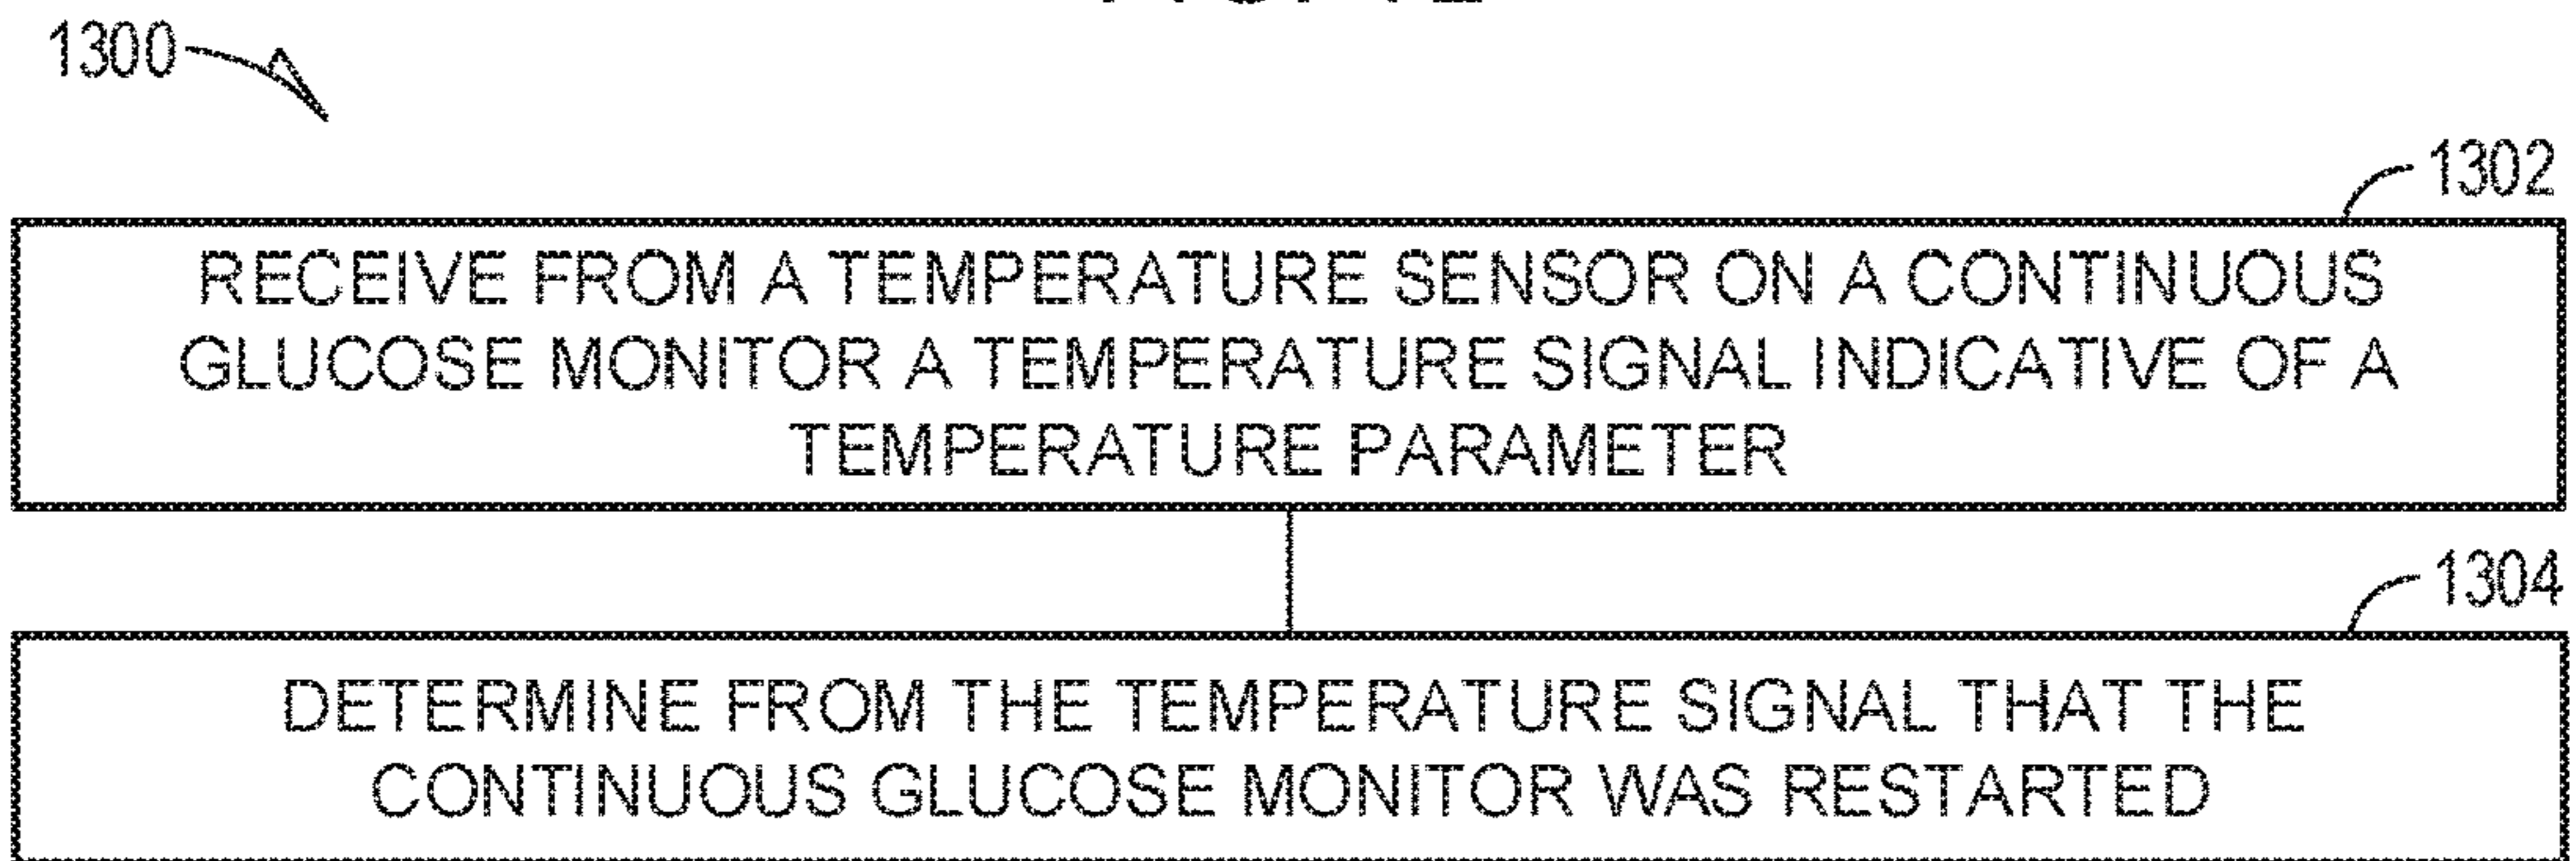 1300
1302
RECEIVE FROM A TEMPERATURE SENSOR ON A CONTINUOUS
GLUCOSE MONITOR A TEMPERATURE SIGNAL INDICATIVE OF A
TEMPERATURE PARAMETER
1304
DETERMINE FROM THE TEMPERATURE SIGNAL THAT THE
CONTINUOUS GLUCOSE MONITOR WAS RESTARTED